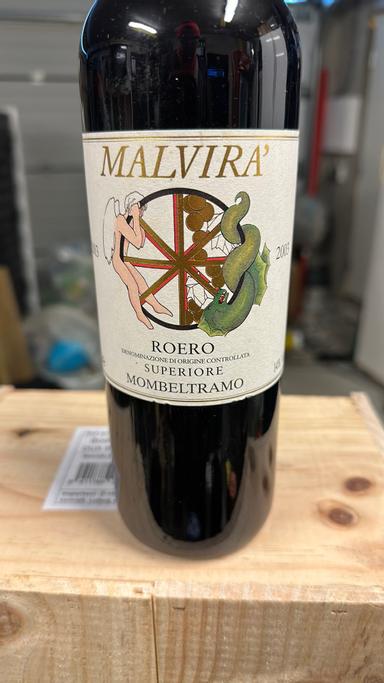 MALVIRA'
2003
ROERO
DENOMINAZIONE DI ORIGINE CONTROLLATA
SUPERIORE
MOMBELTRAMO